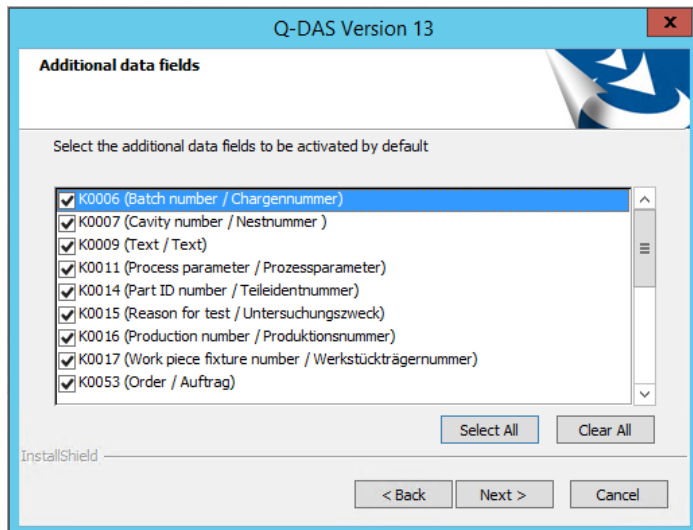 Q-DAS Version 13
x
Additional data fields
Select the additional data fields to be activated by default
K0006 (Batch number / Chargennummer)
K0007 (Cavity number / Nestnummer )
K0009 (Text / Text)
K0011 (Process parameter / Prozessparameter)
K0014 (Part ID number / Teileidentnummer)
K0015 (Reason for test / Untersuchungszweck)
K0016 (Production number / Produktionsnummer)
K0017 (Work piece fixture number / Werkstückträgernummer)
K0053 (Order / Auftrag)
Select All Clear All
InstallShield
< Back Next > Cancel